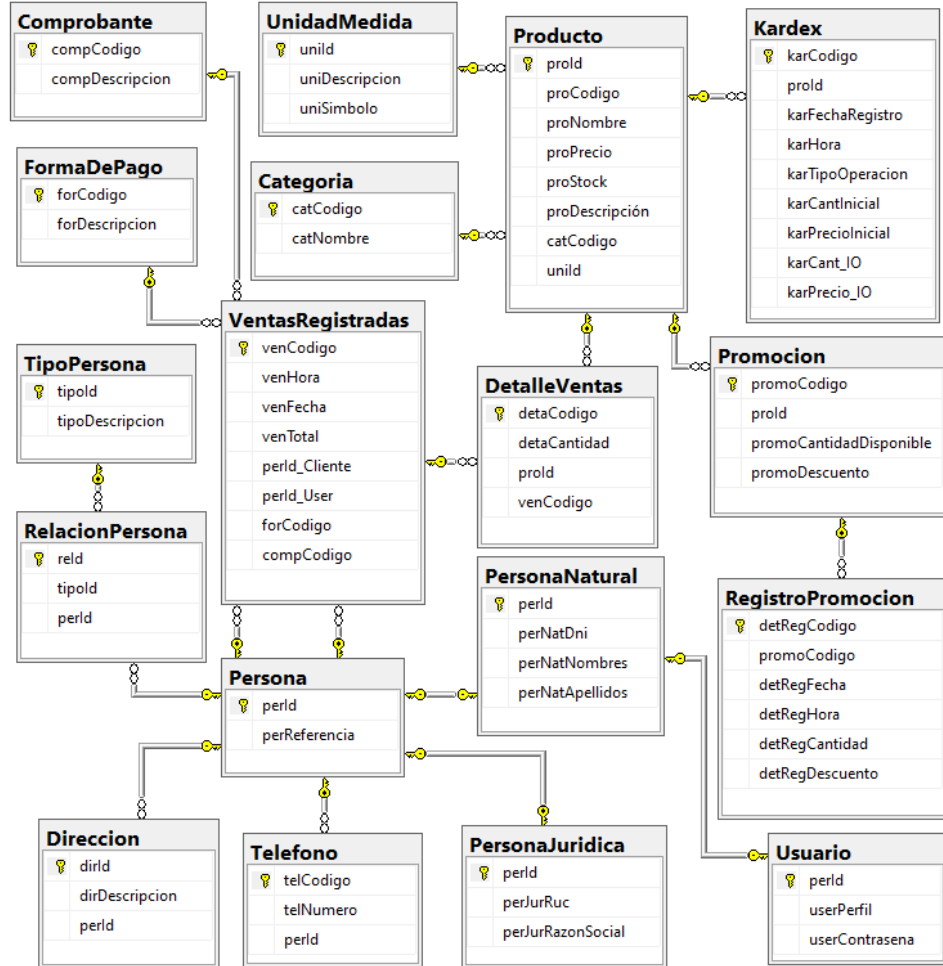 Comprobante
compCodigo
compDescripcion
UnidadMedida
uniId
uniDescripcion
uniSimbolo
Producto
proId
proCodigo
proNombre
proPrecio
proStock
proDescripción
catCodigo
uniId
Kardex
karCodigo
proId
karFechaRegistro
karHora
karTipoOperacion
karCantInicial
karPrecioInicial
karCant_IO
karPrecio_IO
FormaDePago
forCodigo
forDescripcion
Categoria
catCodigo
catNombre
VentasRegistradas
venCodigo
venHora
venFecha
venTotal
perId_Cliente
perId_User
forCodigo
compCodigo
TipoPersona
tipoId
tipoDescripcion
DetalleVentas
detaCodigo
detaCantidad
proId
venCodigo
Promocion
promoCodigo
proId
promoCantidadDisponible
promoDescuento
RelacionPersona
relId
tipoId
perId
PersonaNatural
perId
perNatDni
perNatNombres
perNatApellidos
RegistroPromocion
detRegCodigo
promoCodigo
detRegFecha
detRegHora
detRegCantidad
detRegDescuento
Persona
perId
perReferencia
Direccion
dirId
dirDescripcion
perId
Telefono
telCodigo
telNumero
perId
PersonaJuridica
perId
perJurRuc
perJurRazonSocial
Usuario
perId
userPerfil
userContrasena